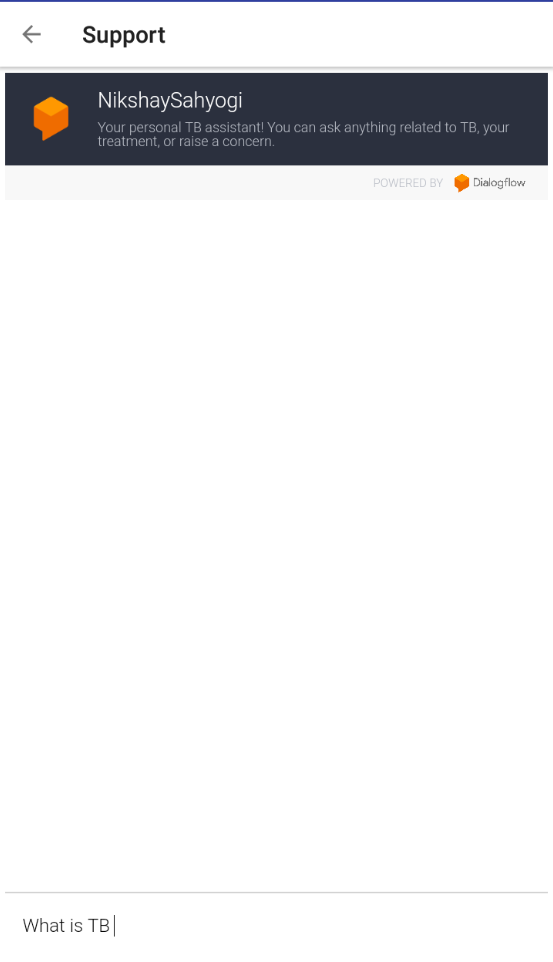 Support
NikshaySahyogi
Your personal TB assistant! You can ask anything related to TB, your
treatment, or raise a concern.
POWERED BY Dialogflow
What is TB